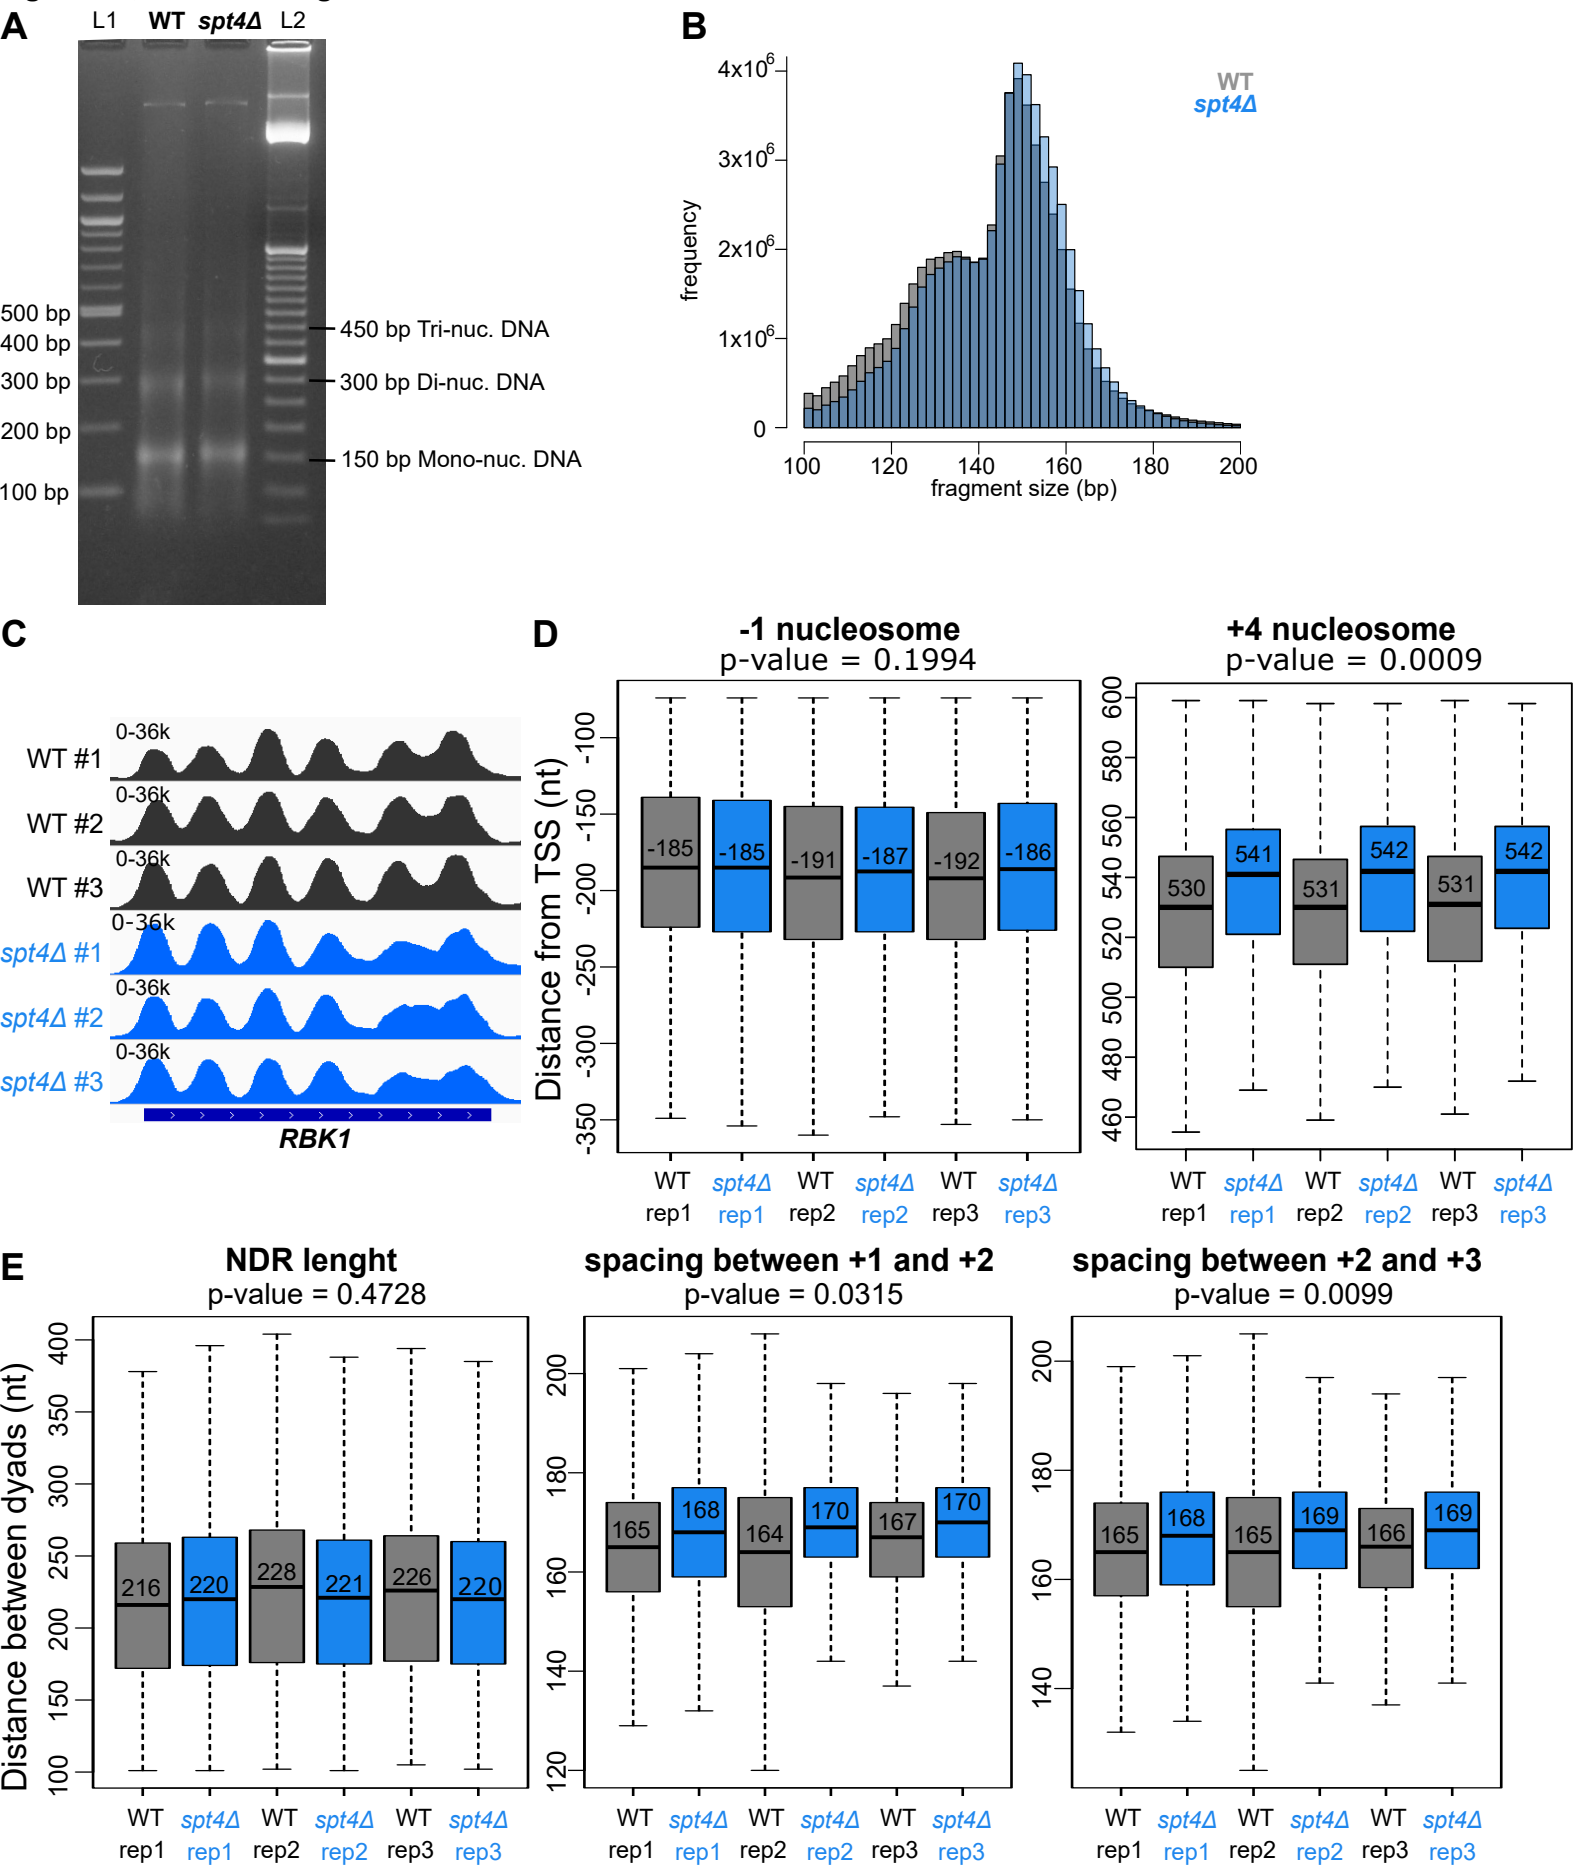 A
L1 WT spt4Δ L2
500 bp
400 bp
300 bp
200 bp
100 bp
450 bp Tri-nuc. DNA
300 bp Di-nuc. DNA
150 bp Mono-nuc. DNA
B
WT
spt4Δ
frequency
4x10⁶
3x10⁶
2x10⁶
1x10⁶
0
100 120 140 160 180 200
fragment size (bp)
C
WT #1 0-36k
WT #2 0-36k
WT #3 0-36k
spt4Δ #1 0-36k
spt4Δ #2 0-36k
spt4Δ #3 0-36k
RBK1
D
-1 nucleosome
p-value = 0.1994
Distance from TSS (nt)
-100
-150
-200
-250
-300
-350
-185 -185 -191 -187 -192 -186
WT spt4Δ WT spt4Δ WT spt4Δ
rep1 rep1 rep2 rep2 rep3 rep3
+4 nucleosome
p-value = 0.0009
600
580
560
540
520
500
480
460
530 541 531 542 531 542
WT spt4Δ WT spt4Δ WT spt4Δ
rep1 rep1 rep2 rep2 rep3 rep3
E
NDR lenght
p-value = 0.4728
Distance between dyads (nt)
400
350
300
250
200
150
100
216 220 228 221 226 220
WT spt4Δ WT spt4Δ WT spt4Δ
rep1 rep1 rep2 rep2 rep3 rep3
spacing between +1 and +2
p-value = 0.0315
200
180
160
140
120
165 168 164 170 167 170
WT spt4Δ WT spt4Δ WT spt4Δ
rep1 rep1 rep2 rep2 rep3 rep3
spacing between +2 and +3
p-value = 0.0099
200
180
160
140
165 168 165 169 166 169
WT spt4Δ WT spt4Δ WT spt4Δ
rep1 rep1 rep2 rep2 rep3 rep3